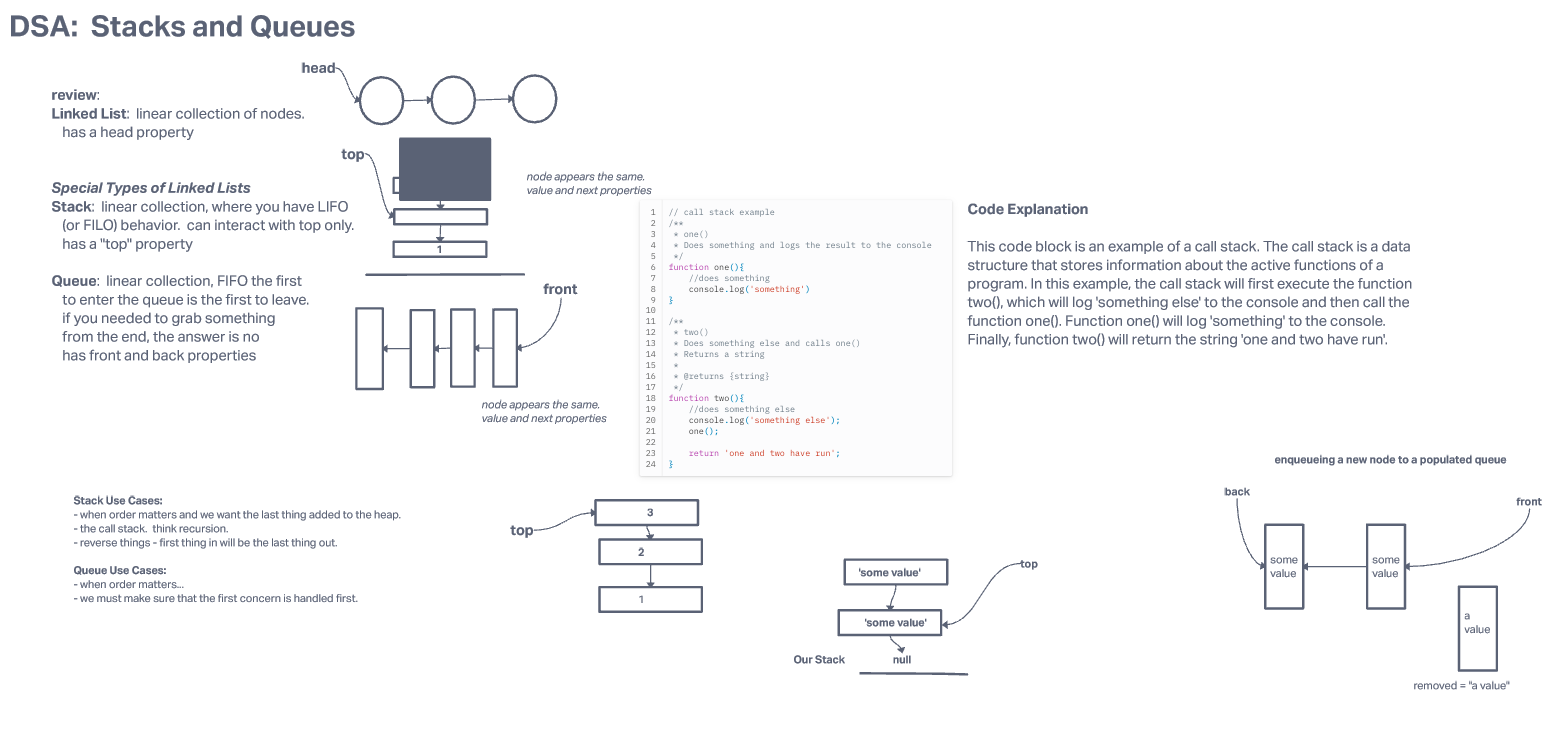 DSA: Stacks and Queues
head
review:
Linked List: linear collection of nodes.
has a head property
top
Special Types of Linked Lists
Stack: linear collection, where you have LIFO
(or FILO) behavior. can interact with top only.
has a "top" property
1
node appears the same.
value and next properties
Queue: linear collection, FIFO the first
to enter the queue is the first to leave.
if you needed to grab something
from the end, the answer is no
has front and back properties
front
node appears the same.
value and next properties
1 // call stack example
2 /**
3 * one()
4 * Does something and logs the result to the console
5 */
6 function one(){
7 //does something
8 console.log('something')
9 }
10
11 /**
12 * two()
13 * Does something else and calls one()
14 * Returns a string
15 *
16 * @returns {string}
17 */
18 function two(){
19 //does something else
20 console.log('something else');
21 one();
22
23 return 'one and two have run';
24 }
Code Explanation
This code block is an example of a call stack. The call stack is a data
structure that stores information about the active functions of a
program. In this example, the call stack will first execute the function
two(), which will log 'something else' to the console and then call the
function one(). Function one() will log 'something' to the console.
Finally, function two() will return the string 'one and two have run'.
Stack Use Cases:
- when order matters and we want the last thing added to the heap.
- the call stack. think recursion.
- reverse things - first thing in will be the last thing out.
Queue Use Cases:
- when order matters...
- we must make sure that the first concern is handled first.
top
3
2
1
'some value'
top
'some value'
Our Stack
null
enqueueing a new node to a populated queue
back
front
some
value
some
value
a
value
removed = "a value"